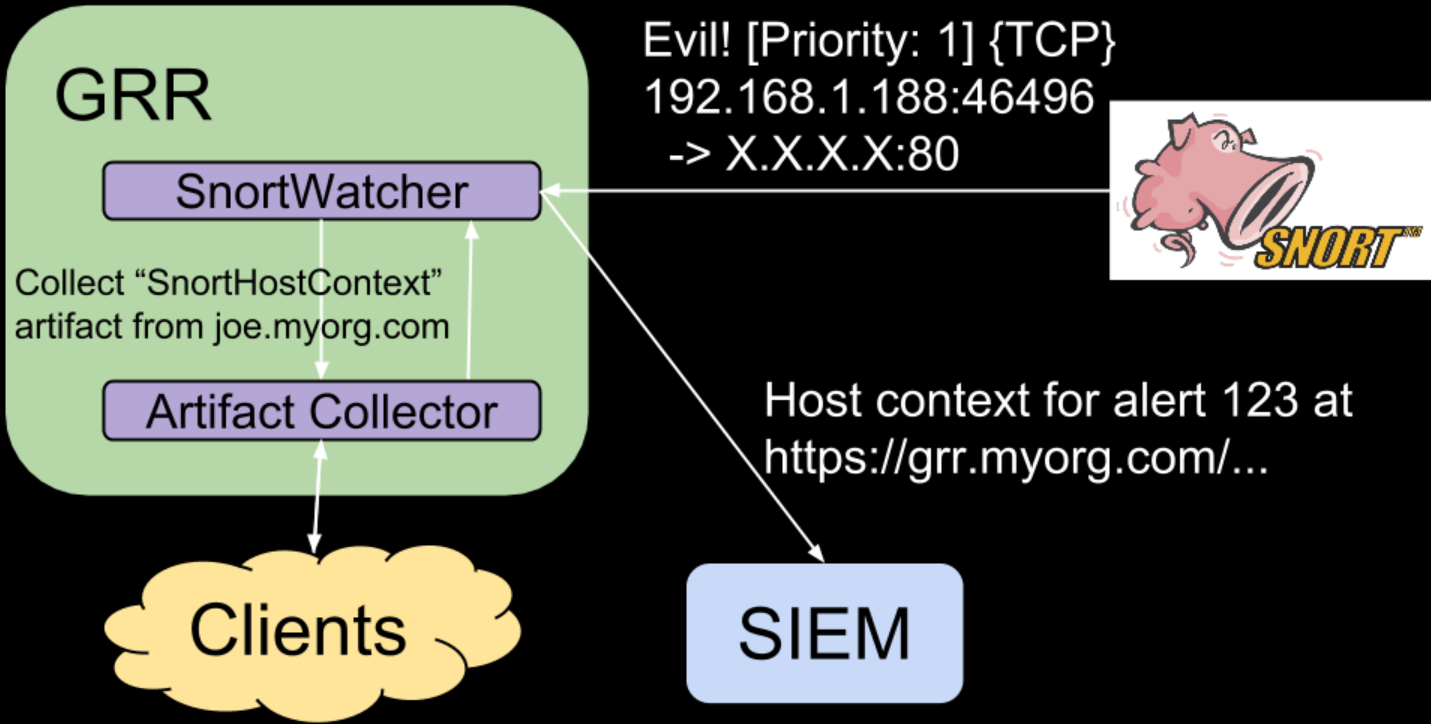 GRR
SnortWatcher
Collect “SnortHostContext”
artifact from joe.myorg.com
Artifact Collector
Clients
Evil! [Priority: 1] {TCP}
192.168.1.188:46496
-> X.X.X.X:80
SNORT™
Host context for alert 123 at
https://grr.myorg.com/...
SIEM